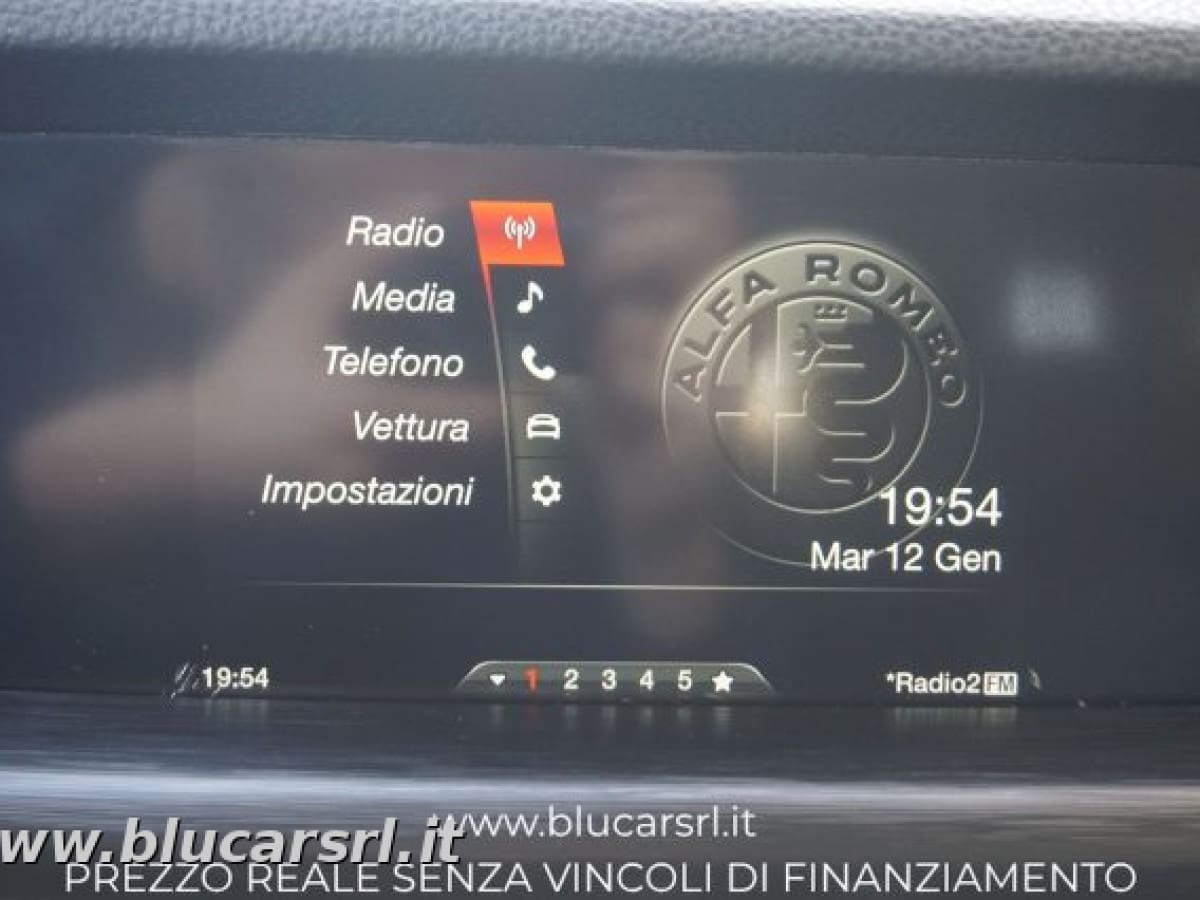 Radio
Media
Telefono
Vettura
Impostazioni
ALFA ROMEO
19:54
Mar 12 Gen
19:54
1 2 3 4 5
*Radio2 FM
www.blucarsrl.it
www.blucarsrl.it
PREZZO REALE SENZA VINCOLI DI FINANZIAMENTO